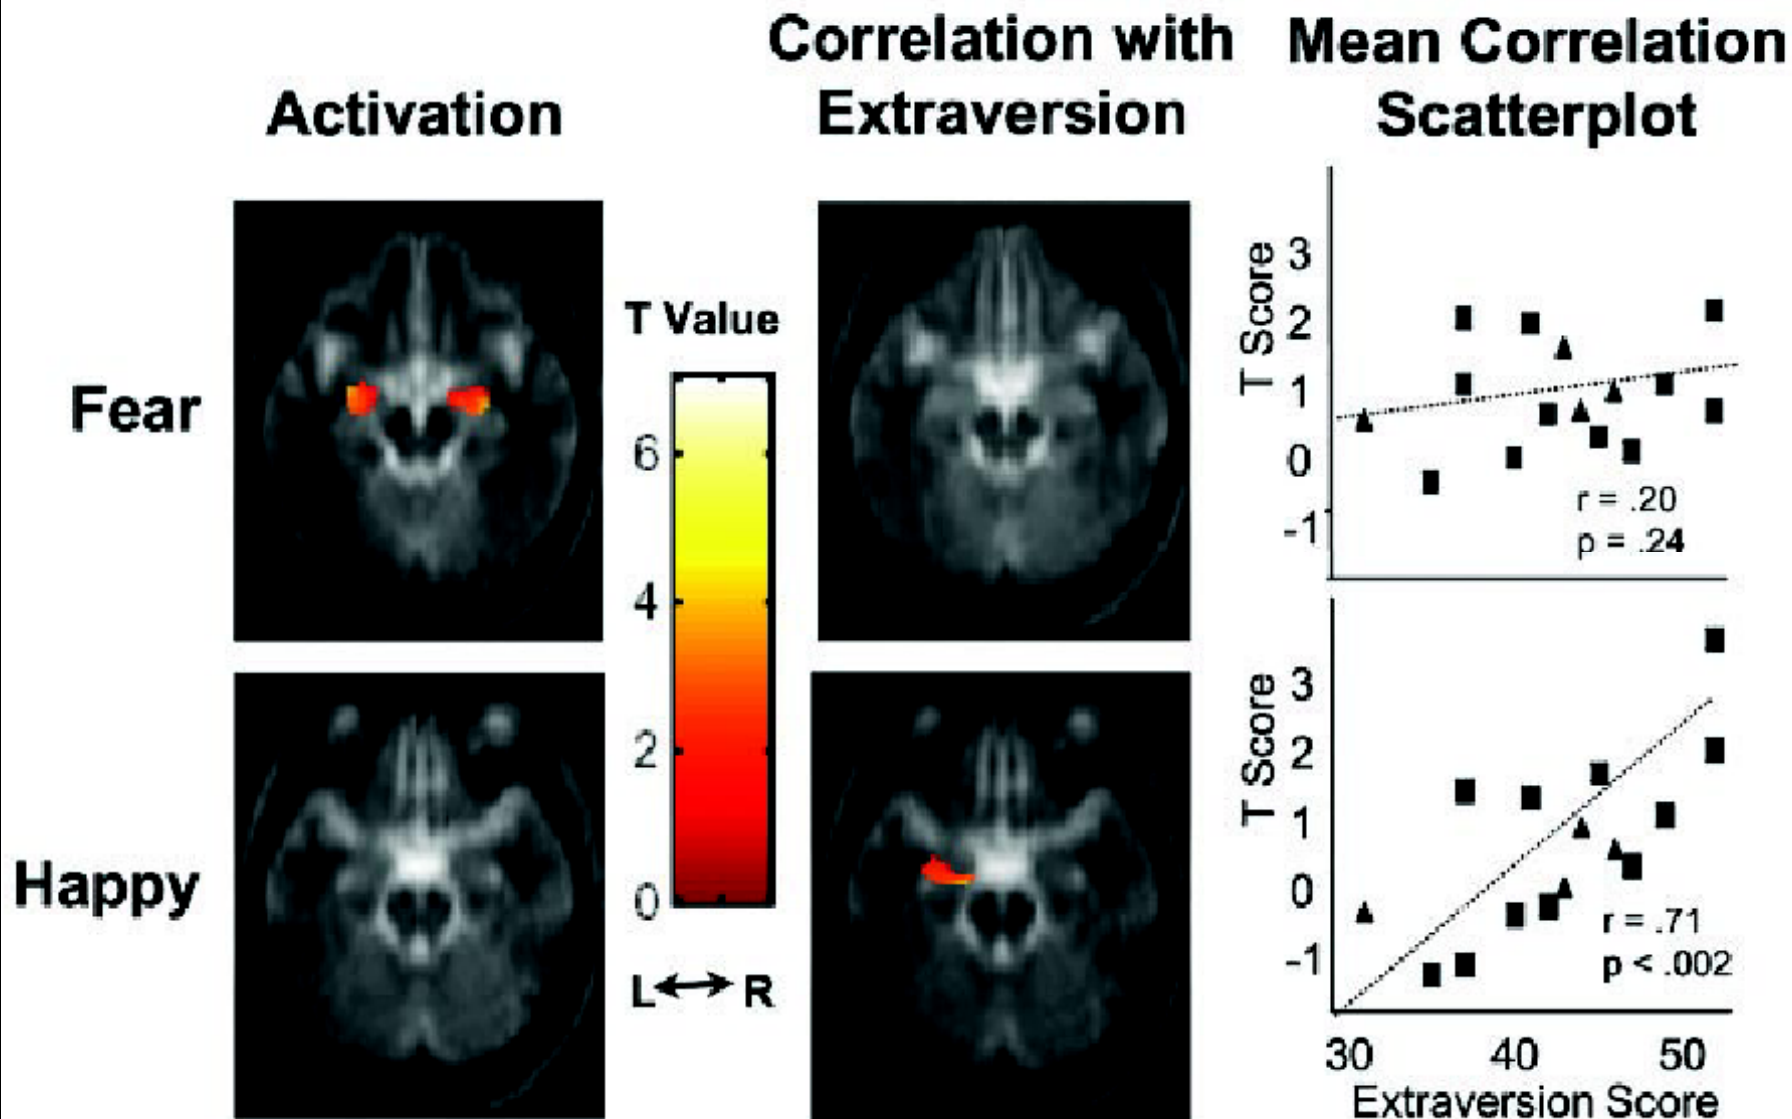 Activation
Correlation with
Extraversion
Mean Correlation
Scatterplot
Fear
T Value
6
4
2
0
L R
T Score
3
2
1
0
-1
r = .20
p = .24
Happy
T Score
3
2
1
0
-1
r = .71
p < .002
30 40 50
Extraversion Score